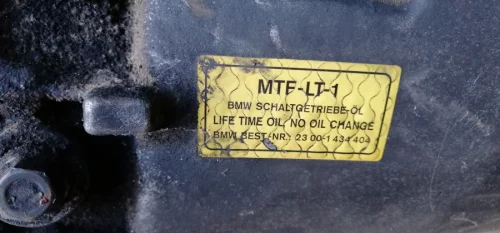 MTF-LT-1
BMW SCHALTGETRIEBE-ÖL
LIFE TIME OIL, NO OIL CHANGE
BMW BEST-NR.: 23 00-1 434 404